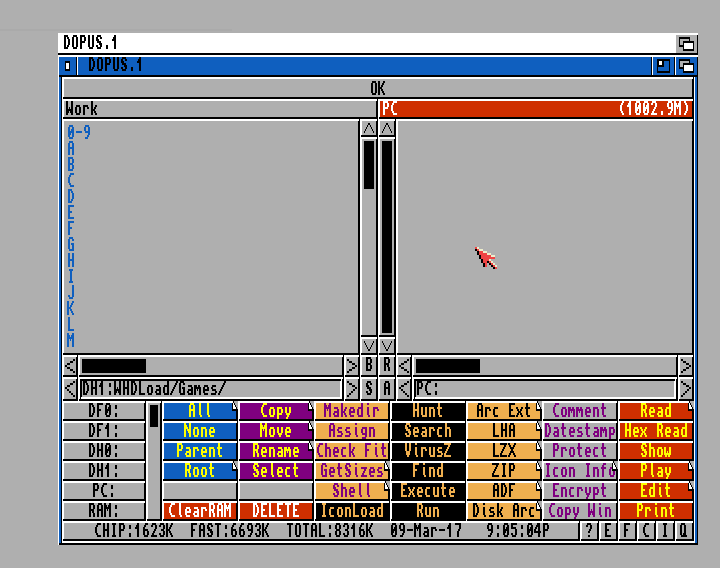 DOPUS.1
DOPUS.1
OK
Work PC (1002.9M)
0-9
A
B
C
D
E
F
G
H
I
J
K
L
M
B R
DH1:WHDLoad/Games/ S A PC:
DF0: All Copy Makedir Hunt Arc Ext Comment Read
DF1: None Move Assign Search LHA Datestamp Hex Read
DH0: Parent Rename Check Fit VirusZ LZX Protect Show
DH1: Root Select GetSizes Find ZIP Icon Info Play
PC: Shell Execute ADF Encrypt Edit
RAM: ClearRAM DELETE IconLoad Run Disk Arc Copy Win Print
CHIP:1623K FAST:6693K TOTAL:8316K 09-Mar-17 9:05:04P ? E F C I Q